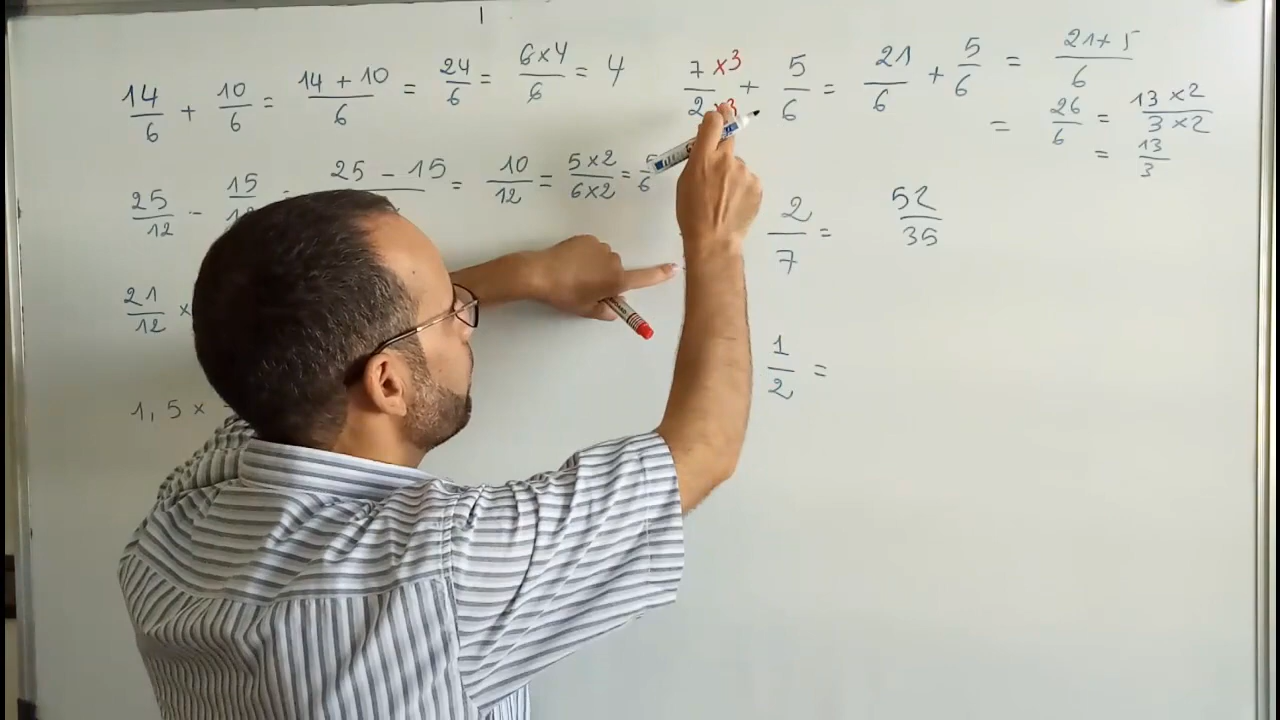 14/6 + 10/6 = 14 + 10/6 = 24/6 = 6×4/6 = 4
25/12 - 15/ = 25 - 15/ = 10/12 = 5×2/6×2 = 5/6
21/12 ×
1,5 ×
7 ×3/2 ×3 + 5/6 = 21/6 + 5/6 = 21+5/6
= 26/6 = 13×2/3×2
= 13/3
2/7 = 52/35
1/2 =